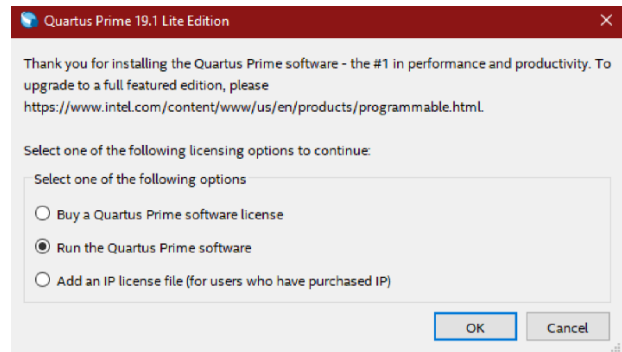 Quartus Prime 19.1 Lite Edition
Thank you for installing the Quartus Prime software - the #1 in performance and productivity. To
upgrade to a full featured edition, please
https://www.intel.com/content/www/us/en/products/programmable.html.
Select one of the following licensing options to continue:
Select one of the following options
Buy a Quartus Prime software license
Run the Quartus Prime software
Add an IP license file (for users who have purchased IP)
OK Cancel